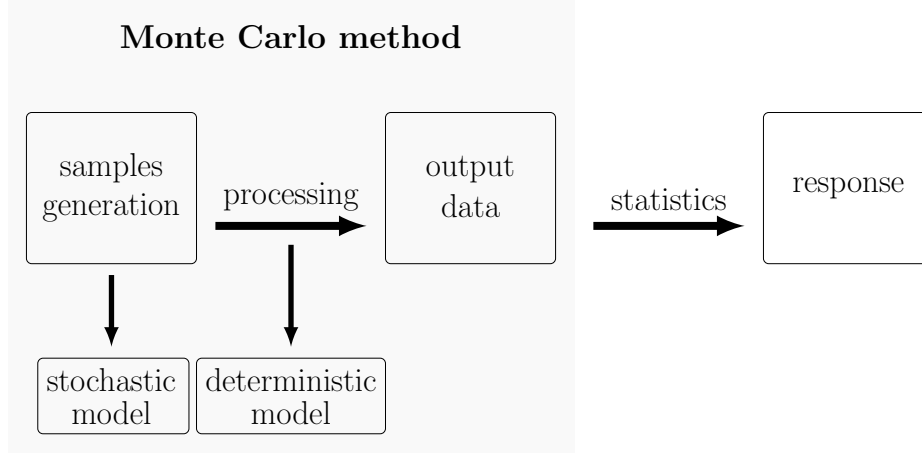 Monte Carlo method
samples
generation
processing
output
data
statistics
response
stochastic
model
deterministic
model